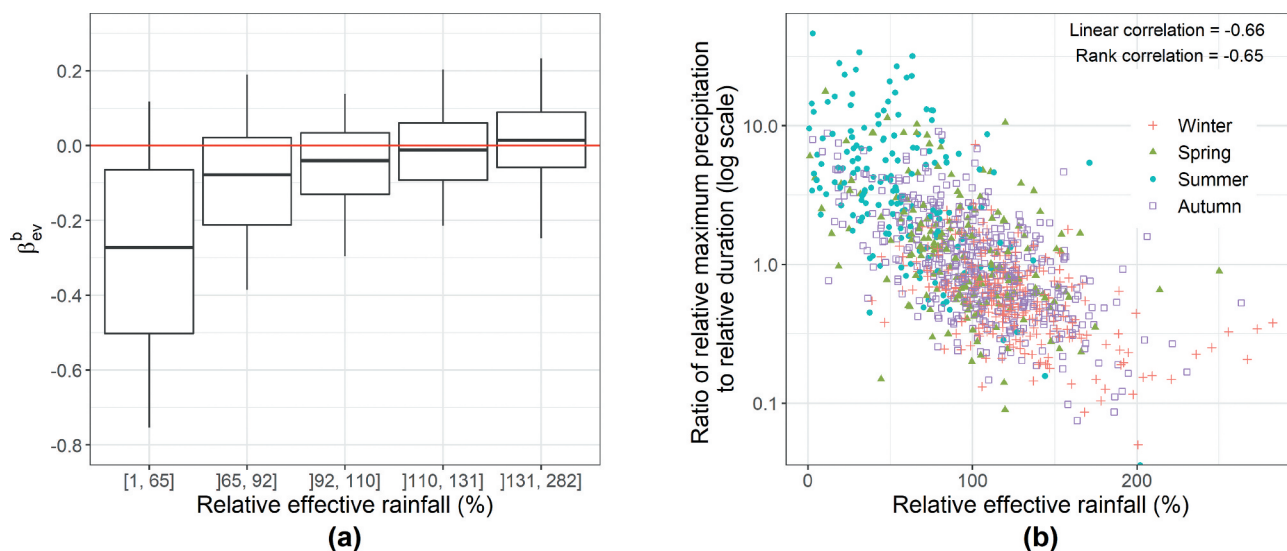 0.2
0.0
-0.2
-0.4
-0.6
-0.8
β_ev^b
[1, 65]
]65, 92]
]92, 110]
]110, 131]
]131, 282]
Relative effective rainfall (%)
(a)
Linear correlation = -0.66
Rank correlation = -0.65
Winter
Spring
Summer
Autumn
10.0
1.0
0.1
Ratio of relative maximum precipitation
to relative duration (log scale)
0
100
200
Relative effective rainfall (%)
(b)